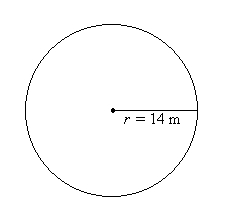 r = 14 m